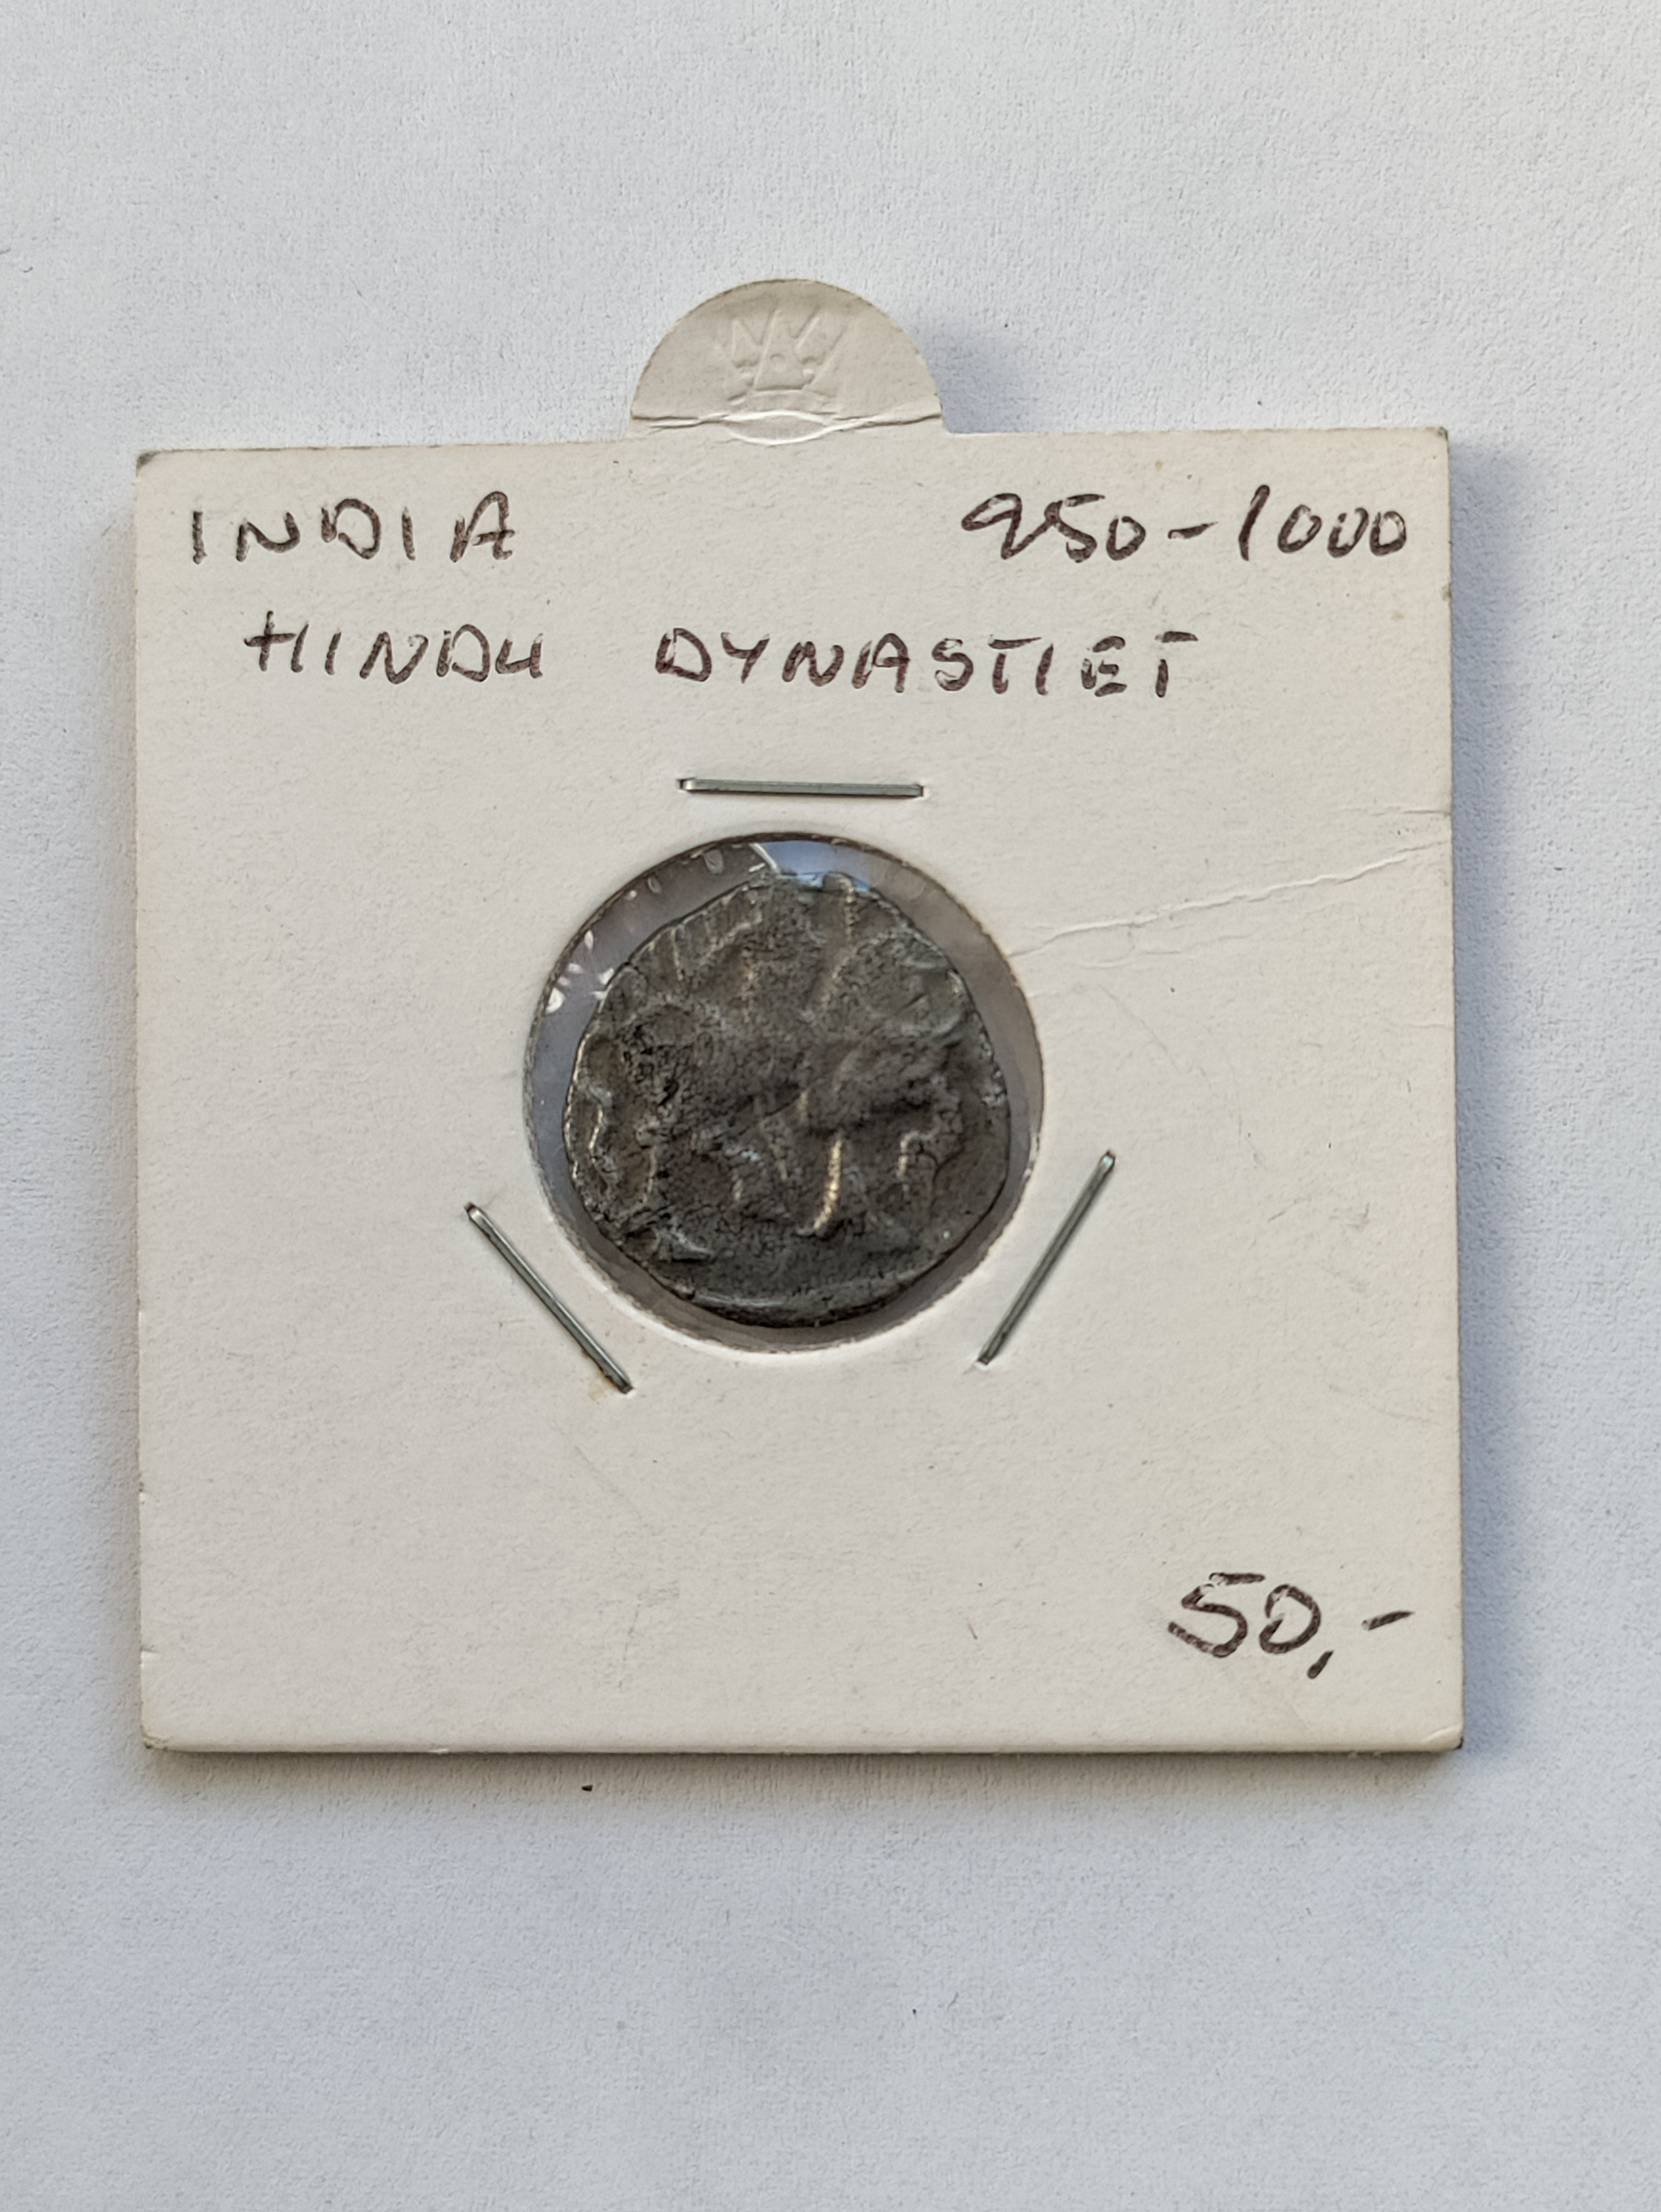 INDIA 950-1000
HINDU DYNASTIET
50,-